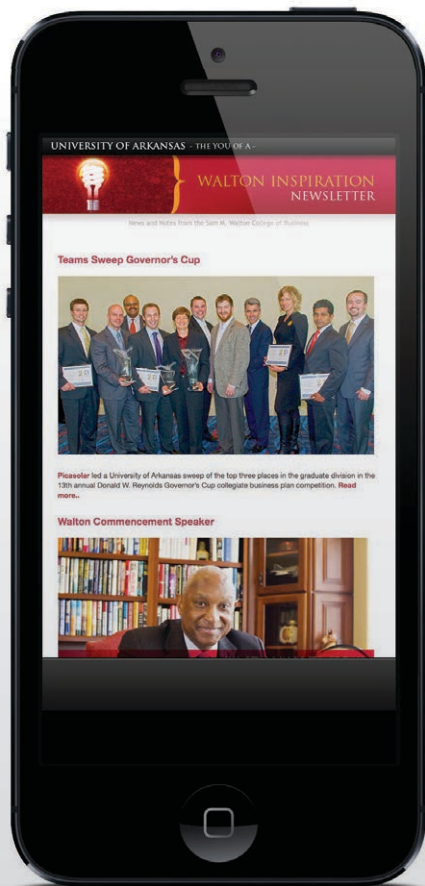 UNIVERSITY OF ARKANSAS - THE YOU OF A -
WALTON INSPIRATION
NEWSLETTER
News and Notes from the Sam M. Walton College of Business
Teams Sweep Governor's Cup
Picasolar led a University of Arkansas sweep of the top three places in the graduate division in the
13th annual Donald W. Reynolds Governor's Cup collegiate business plan competition. Read
more..
Walton Commencement Speaker